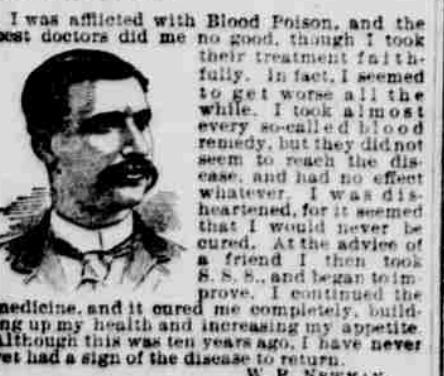 I was afflicted with Blood Poison, and the
best doctors did me no good, though I took
their treatment faith-
fully. In fact, I seemed
to get worse all the
while. I took almost
every so-called blood
remedy, but they did not
seem to reach the dis-
ease, and had no effect
whatever. I was dis-
heartened, for it seemed
that I would never be
cured. At the advice of
a friend I then took
S. S. S., and began to im-
prove. I continued the
medicine, and it cured me completely, build-
ing up my health and increasing my appetite.
Although this was ten years ago, I have never
yet had a sign of the disease to return.
W. R. NEWMAN